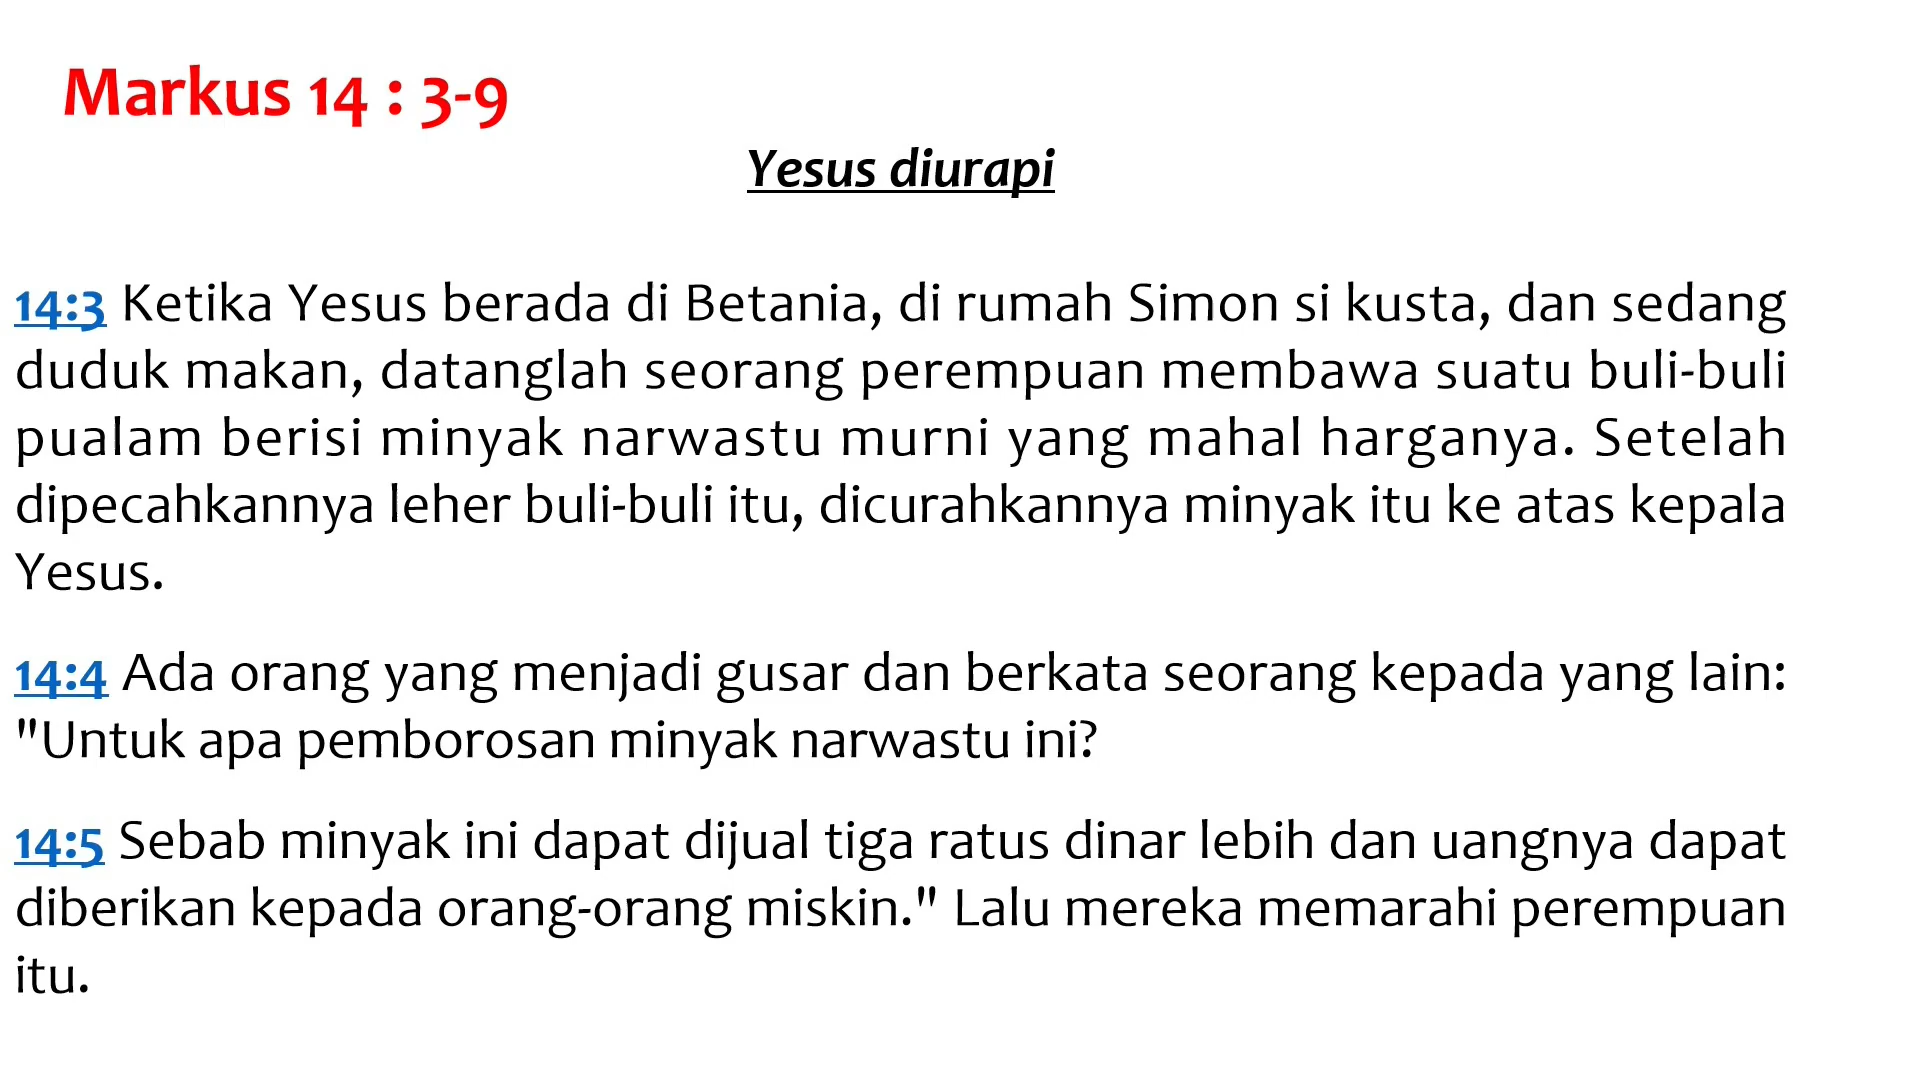 Markus 14 : 3-9
Yesus diurapi
14:3 Ketika Yesus berada di Betania, di rumah Simon si kusta, dan sedang
duduk makan, datanglah seorang perempuan membawa suatu buli-buli
pualam berisi minyak narwastu murni yang mahal harganya. Setelah
dipecahkannya leher buli-buli itu, dicurahkannya minyak itu ke atas kepala
Yesus.
14:4 Ada orang yang menjadi gusar dan berkata seorang kepada yang lain:
"Untuk apa pemborosan minyak narwastu ini?
14:5 Sebab minyak ini dapat dijual tiga ratus dinar lebih dan uangnya dapat
diberikan kepada orang-orang miskin." Lalu mereka memarahi perempuan
itu.